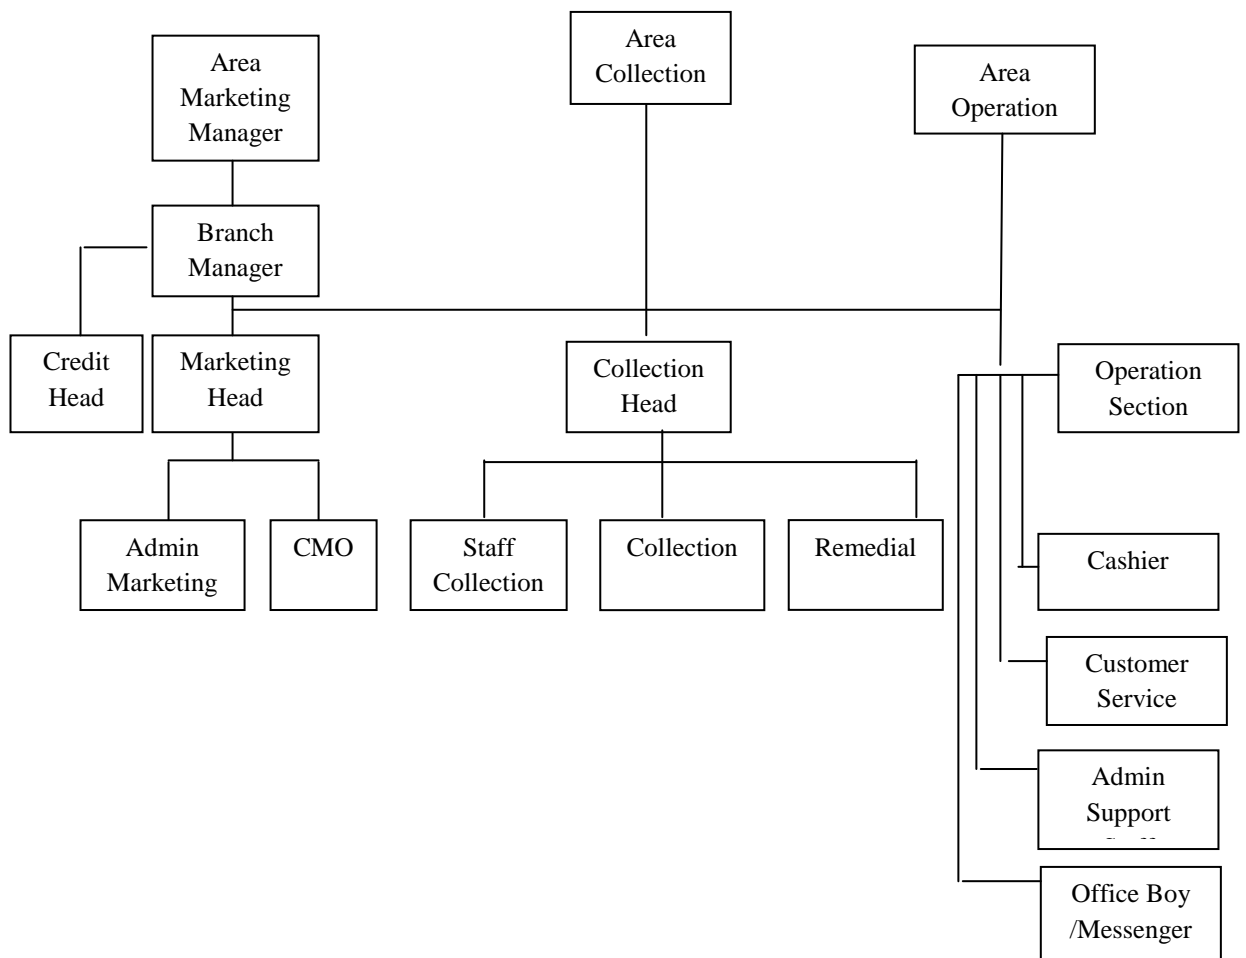 Area
Marketing
Manager
Area
Collection
Area
Operation
Branch
Manager
Credit
Head
Marketing
Head
Collection
Head
Operation
Section
Admin
Marketing
CMO
Staff
Collection
Collection
Remedial
Cashier
Customer
Service
Admin
Support
Office Boy
/Messenger